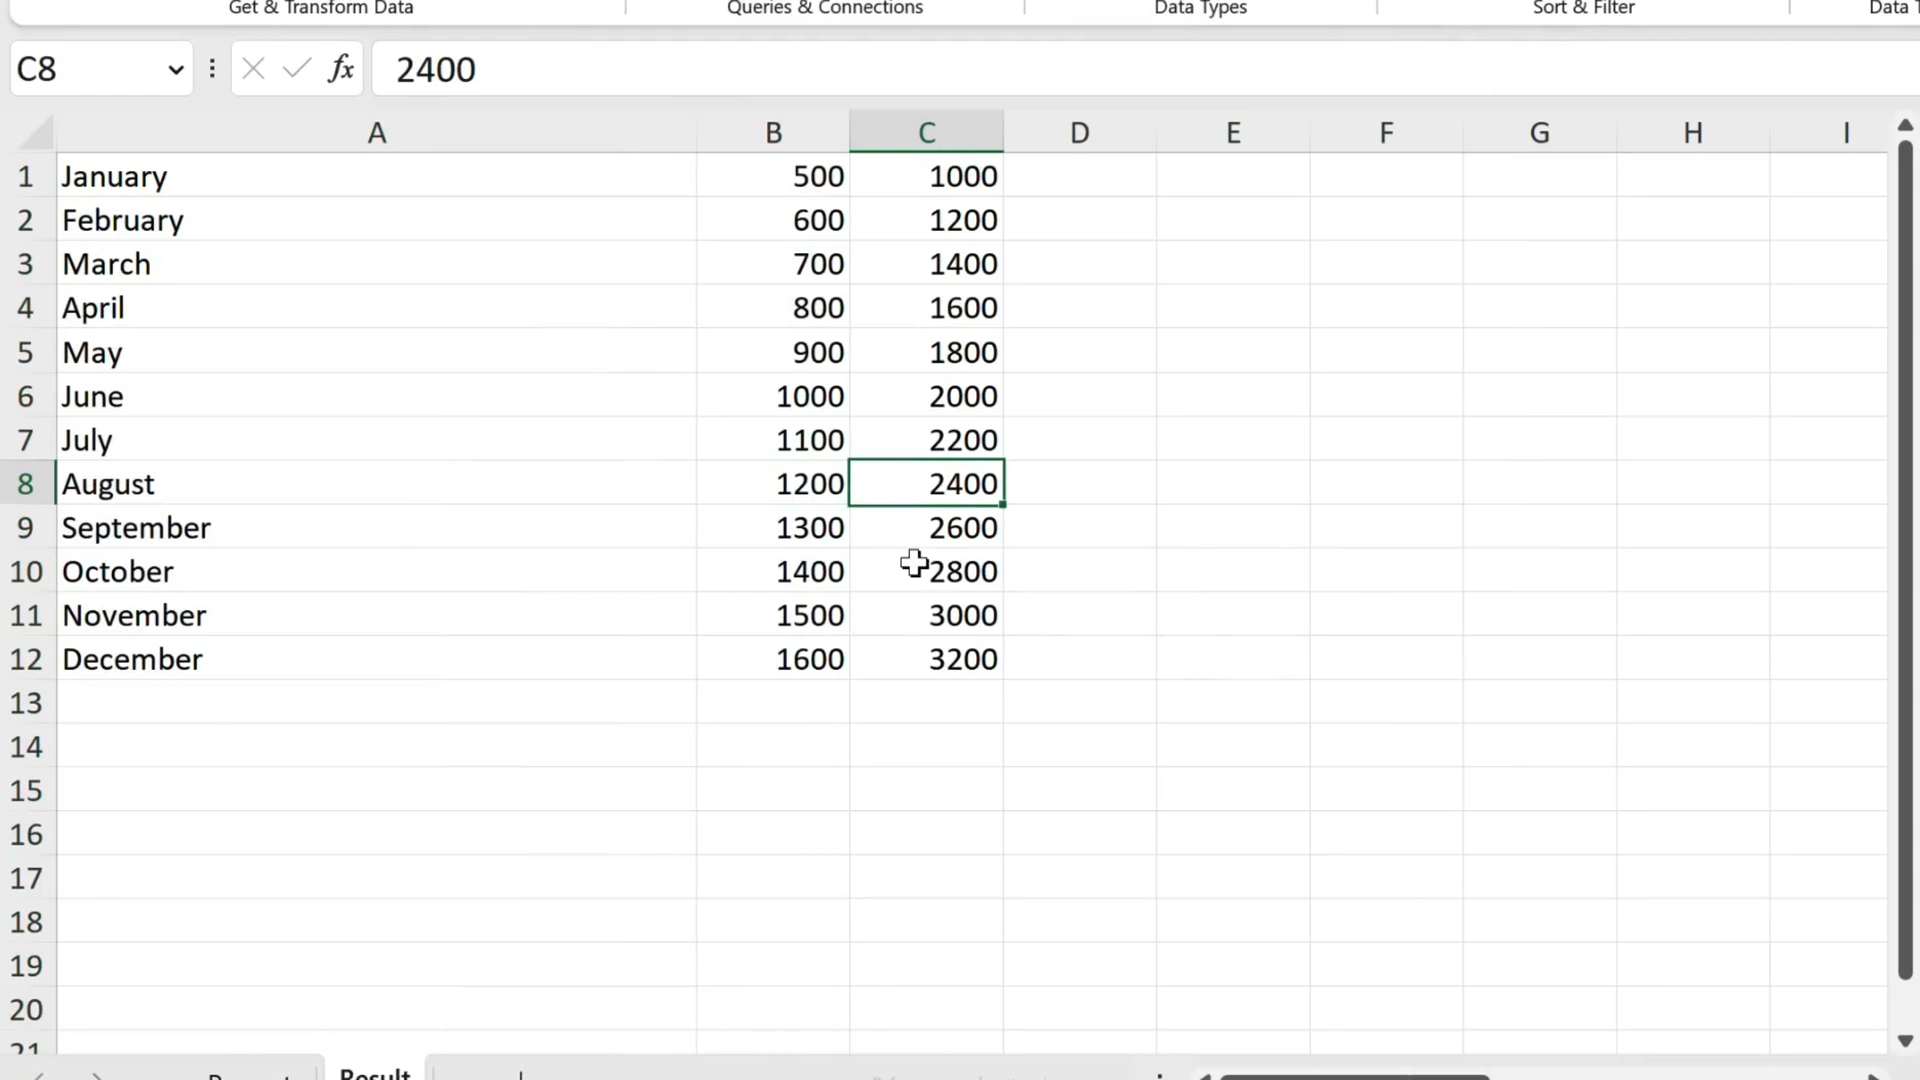 Get & Transform Data Queries & Connections Data Types Sort & Filter Data
C8 fx 2400
A B C D E F G H I
1 January 500 1000
2 February 600 1200
3 March 700 1400
4 April 800 1600
5 May 900 1800
6 June 1000 2000
7 July 1100 2200
8 August 1200 2400
9 September 1300 2600
10 October 1400 2800
11 November 1500 3000
12 December 1600 3200
13
14
15
16
17
18
19
20
21
Result